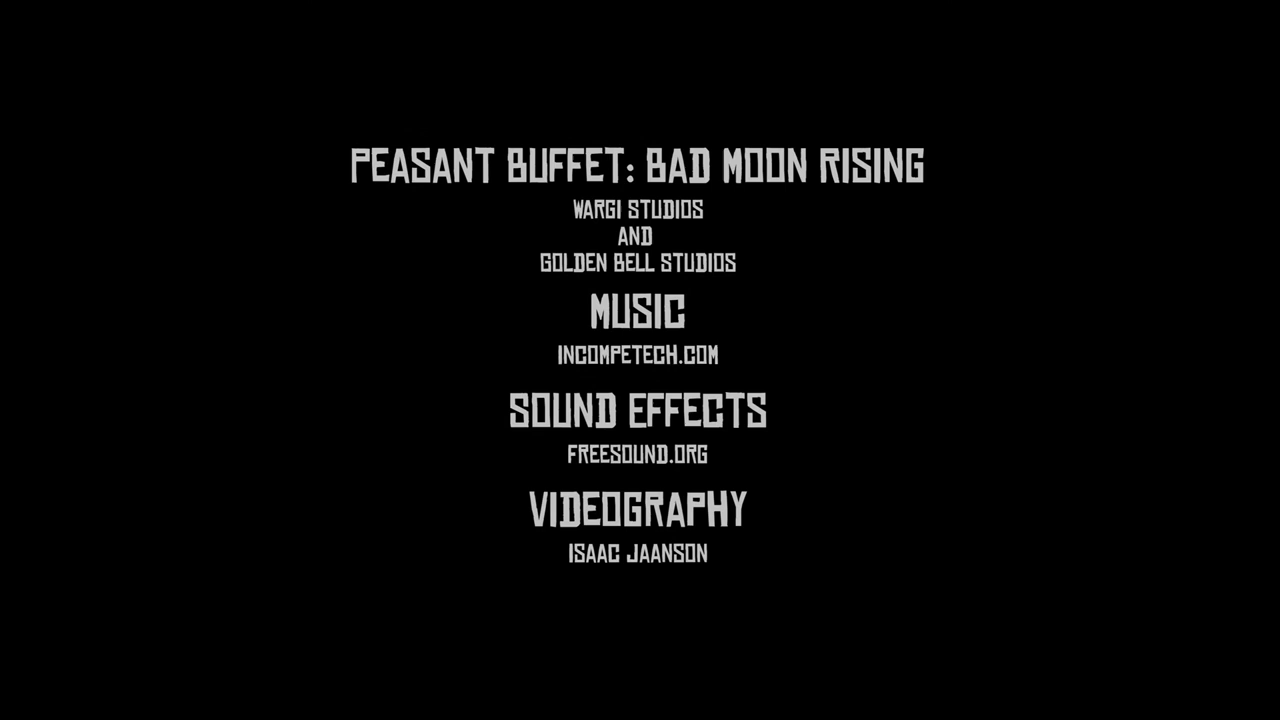 PEASANT BUFFET: BAD MOON RISING
WARGI STUDIOS
AND
GOLDEN BELL STUDIOS
MUSIC
INCOMPETECH.COM
SOUND EFFECTS
FREESOUND.ORG
VIDEOGRAPHY
ISAAC JAANSON